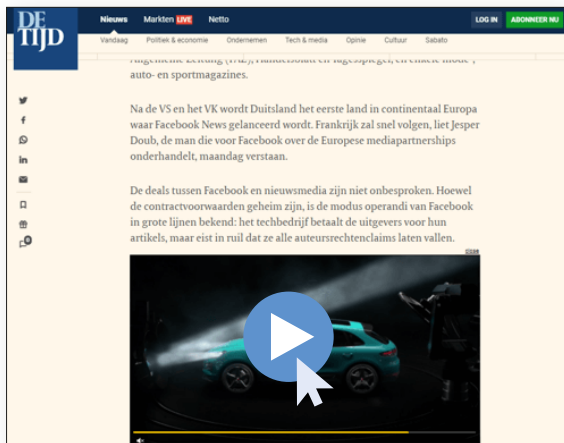 DE
TIJD
Nieuws Markten LIVE Netto
LOG IN ABONNEER NU
Vandaag Politiek & economie Ondernemen Tech & media Opinie Cultuur Sabato
auto- en sportmagazines.
Na de VS en het VK wordt Duitsland het eerste land in continentaal Europa
waar Facebook News gelanceerd wordt. Frankrijk zal snel volgen, liet Jesper
Doub, de man die voor Facebook over de Europese mediapartnerships
onderhandelt, maandag verstaan.
De deals tussen Facebook en nieuwsmedia zijn niet onbesproken. Hoewel
de contractvoorwaarden geheim zijn, is de modus operandi van Facebook
in grote lijnen bekend: het techbedrijf betaalt de uitgevers voor hun
artikels, maar eist in ruil dat ze alle auteursrechtenclaims laten vallen.